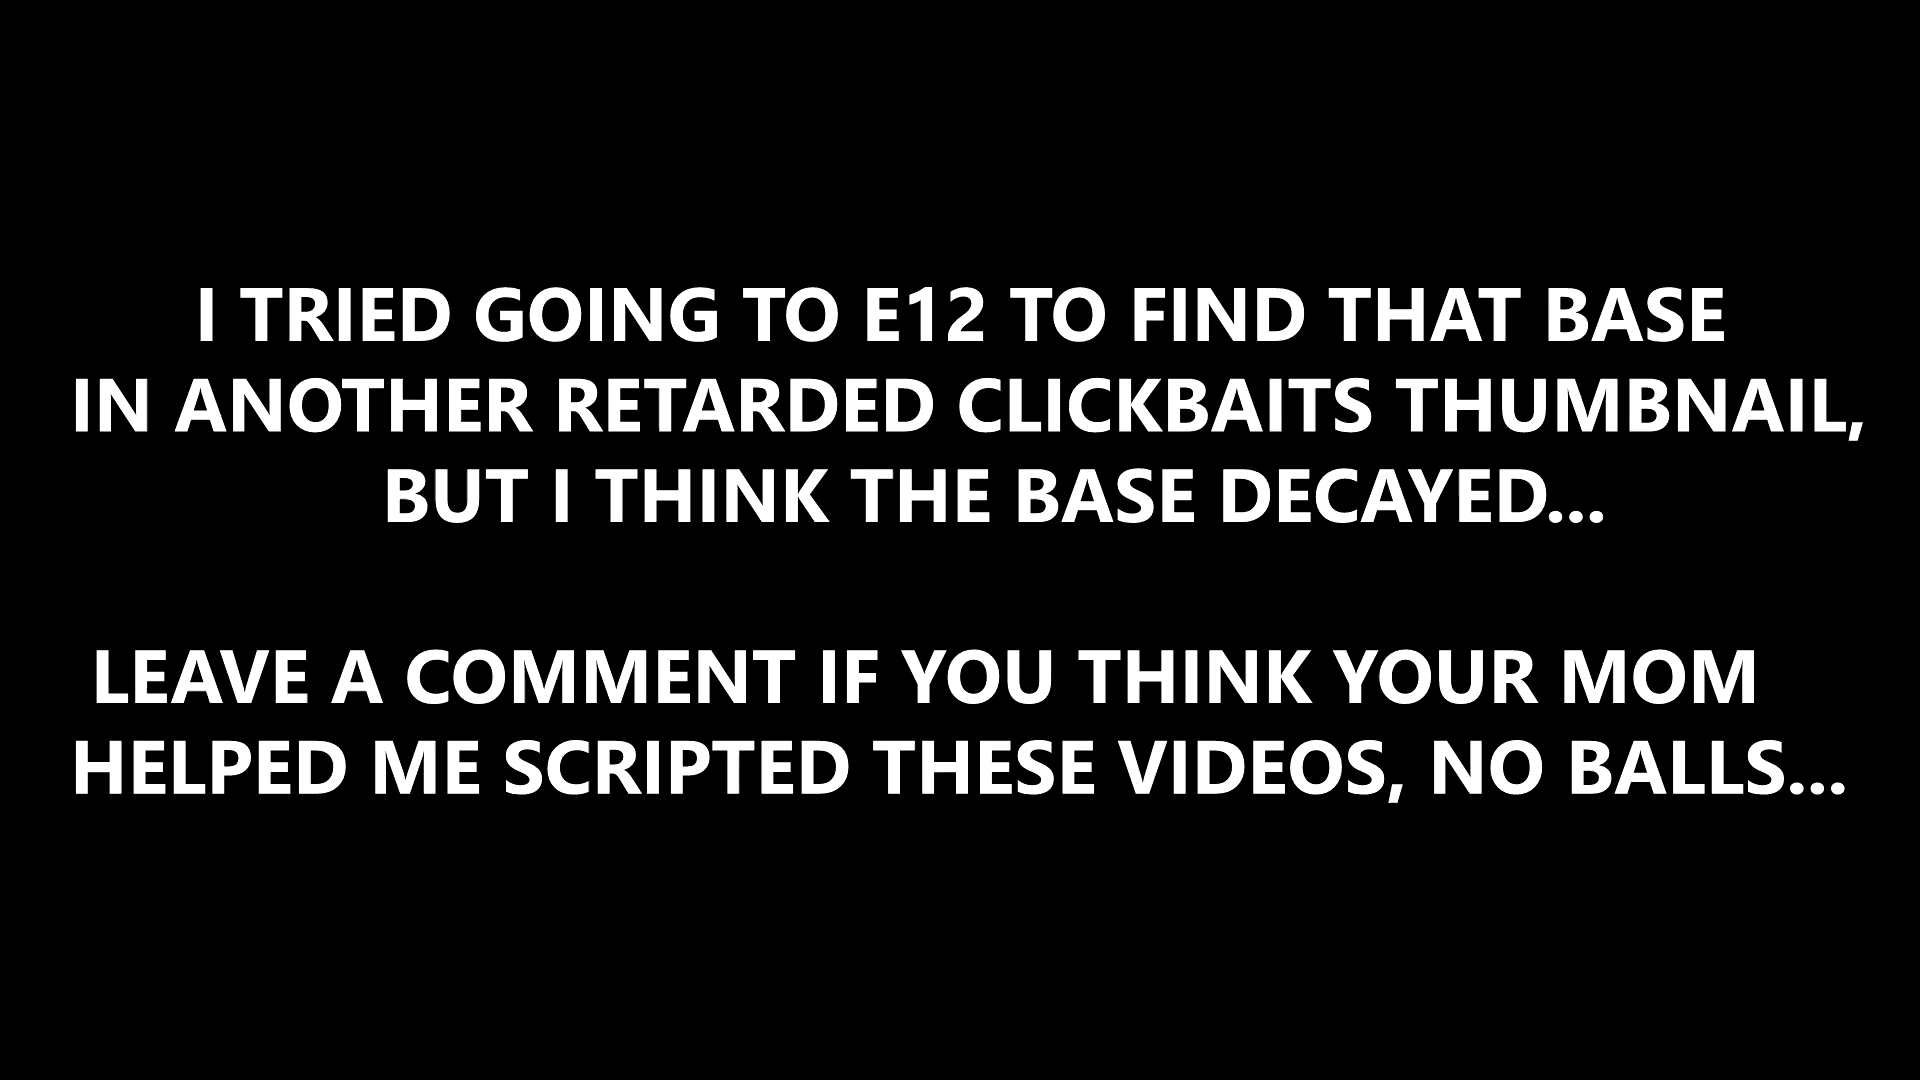 I TRIED GOING TO E12 TO FIND THAT BASE
IN ANOTHER RETARDED CLICKBAITS THUMBNAIL,
BUT I THINK THE BASE DECAYED...
LEAVE A COMMENT IF YOU THINK YOUR MOM
HELPED ME SCRIPTED THESE VIDEOS, NO BALLS...